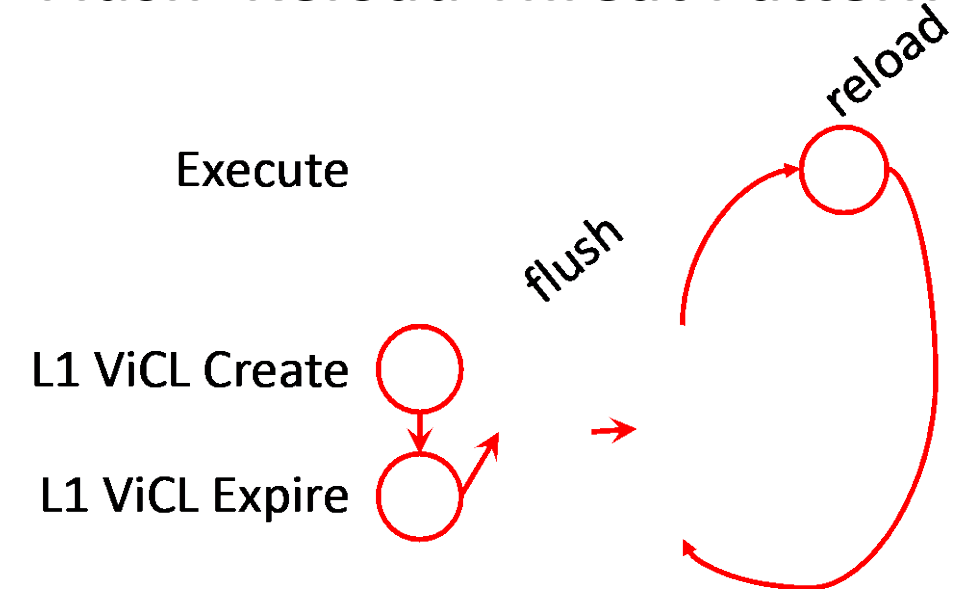 reload
Execute
flush
L1 ViCL Create
L1 ViCL Expire